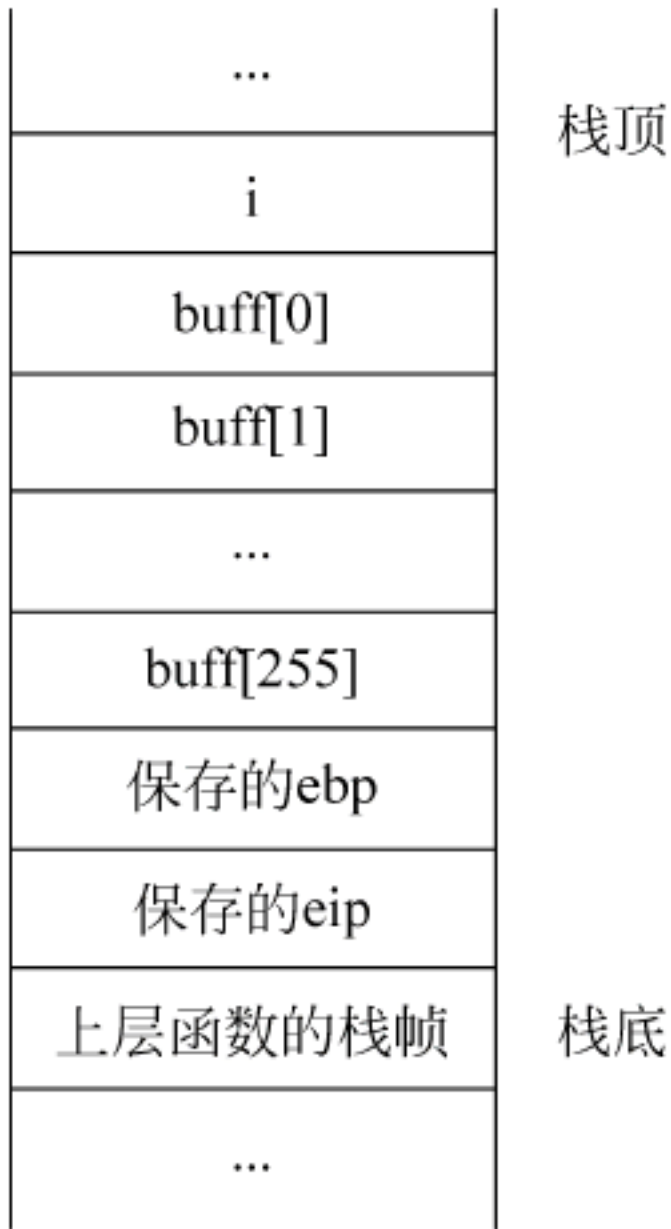 ...
栈顶
i
buff[0]
buff[1]
...
buff[255]
保存的ebp
保存的eip
上层函数的栈帧
栈底
...